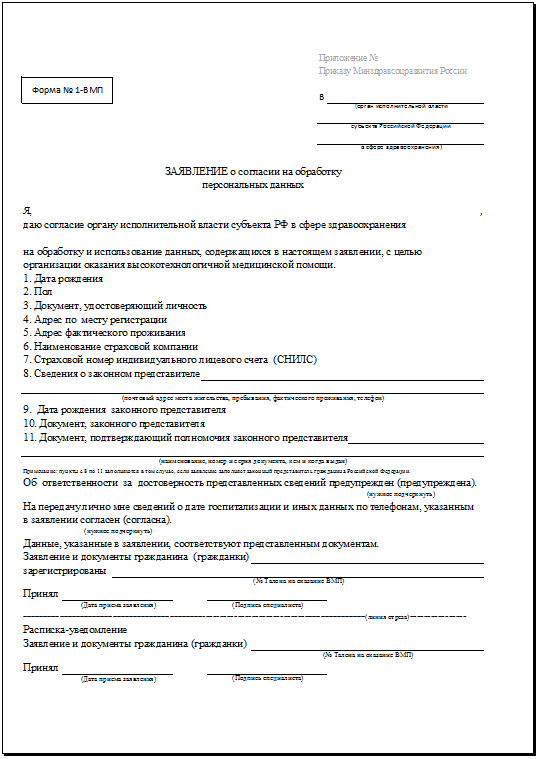 Приложение №
Приказу Минздравсоцразвития России
Форма № 1-ВМП
В
(орган исполнительной власти
субъекта Российской Федерации
в сфере здравоохранения)
ЗАЯВЛЕНИЕ о согласии на обработку
персональных данных
Я, ,
даю согласие органу исполнительной власти субъекта РФ в сфере здравоохранения
на обработку и использование данных, содержащихся в настоящем заявлении, с целью
организации оказания высокотехнологичной медицинской помощи.
1. Дата рождения
2. Пол
3. Документ, удостоверяющий личность
4. Адрес по месту регистрации
5. Адрес фактического проживания
6. Наименование страховой компании
7. Страховой номер индивидуального лицевого счета (СНИЛС)
8. Сведения о законном представителе
(почтовый адрес места жительства, пребывания, фактического проживания, телефон)
9. Дата рождения законного представителя
10. Документ, законного представителя
11. Документ, подтверждающий полномочия законного представителя
(наименование, номер и серия документа, кем и когда выдан)
Примечание: пункты с 8 по 11 заполняются в том случае, если заявление заполняет законный представитель гражданина Российской Федерации.
Об ответственности за достоверность представленных сведений предупрежден (предупреждена).
(нужное подчеркнуть)
На передачу лично мне сведений о дате госпитализации и иных данных по телефонам, указанным
в заявлении согласен (согласна).
(нужное подчеркнуть)
Данные, указанные в заявлении, соответствуют представленным документам.
Заявление и документы гражданина (гражданки)
зарегистрированы
(№ Талона на оказание ВМП)
Принял
(Дата приема заявления) (Подпись специалиста)
(линия отреза)
Расписка-уведомление
Заявление и документы гражданина (гражданки)
(№ Талона на оказание ВМП)
Принял
(Дата приема заявления) (Подпись специалиста)